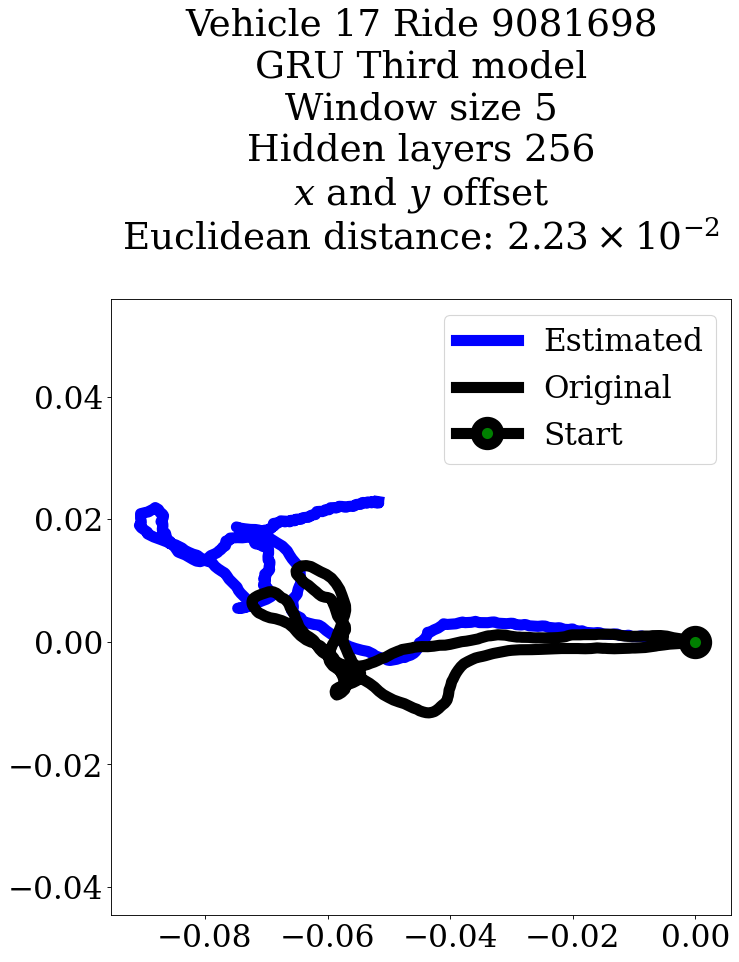 Vehicle 17 Ride 9081698
GRU Third model
Window size 5
Hidden layers 256
x and y offset
Euclidean distance: 2.23 × 10⁻²
Estimated
Original
Start
0.04
0.02
0.00
−0.02
−0.04
−0.08 −0.06 −0.04 −0.02 0.00